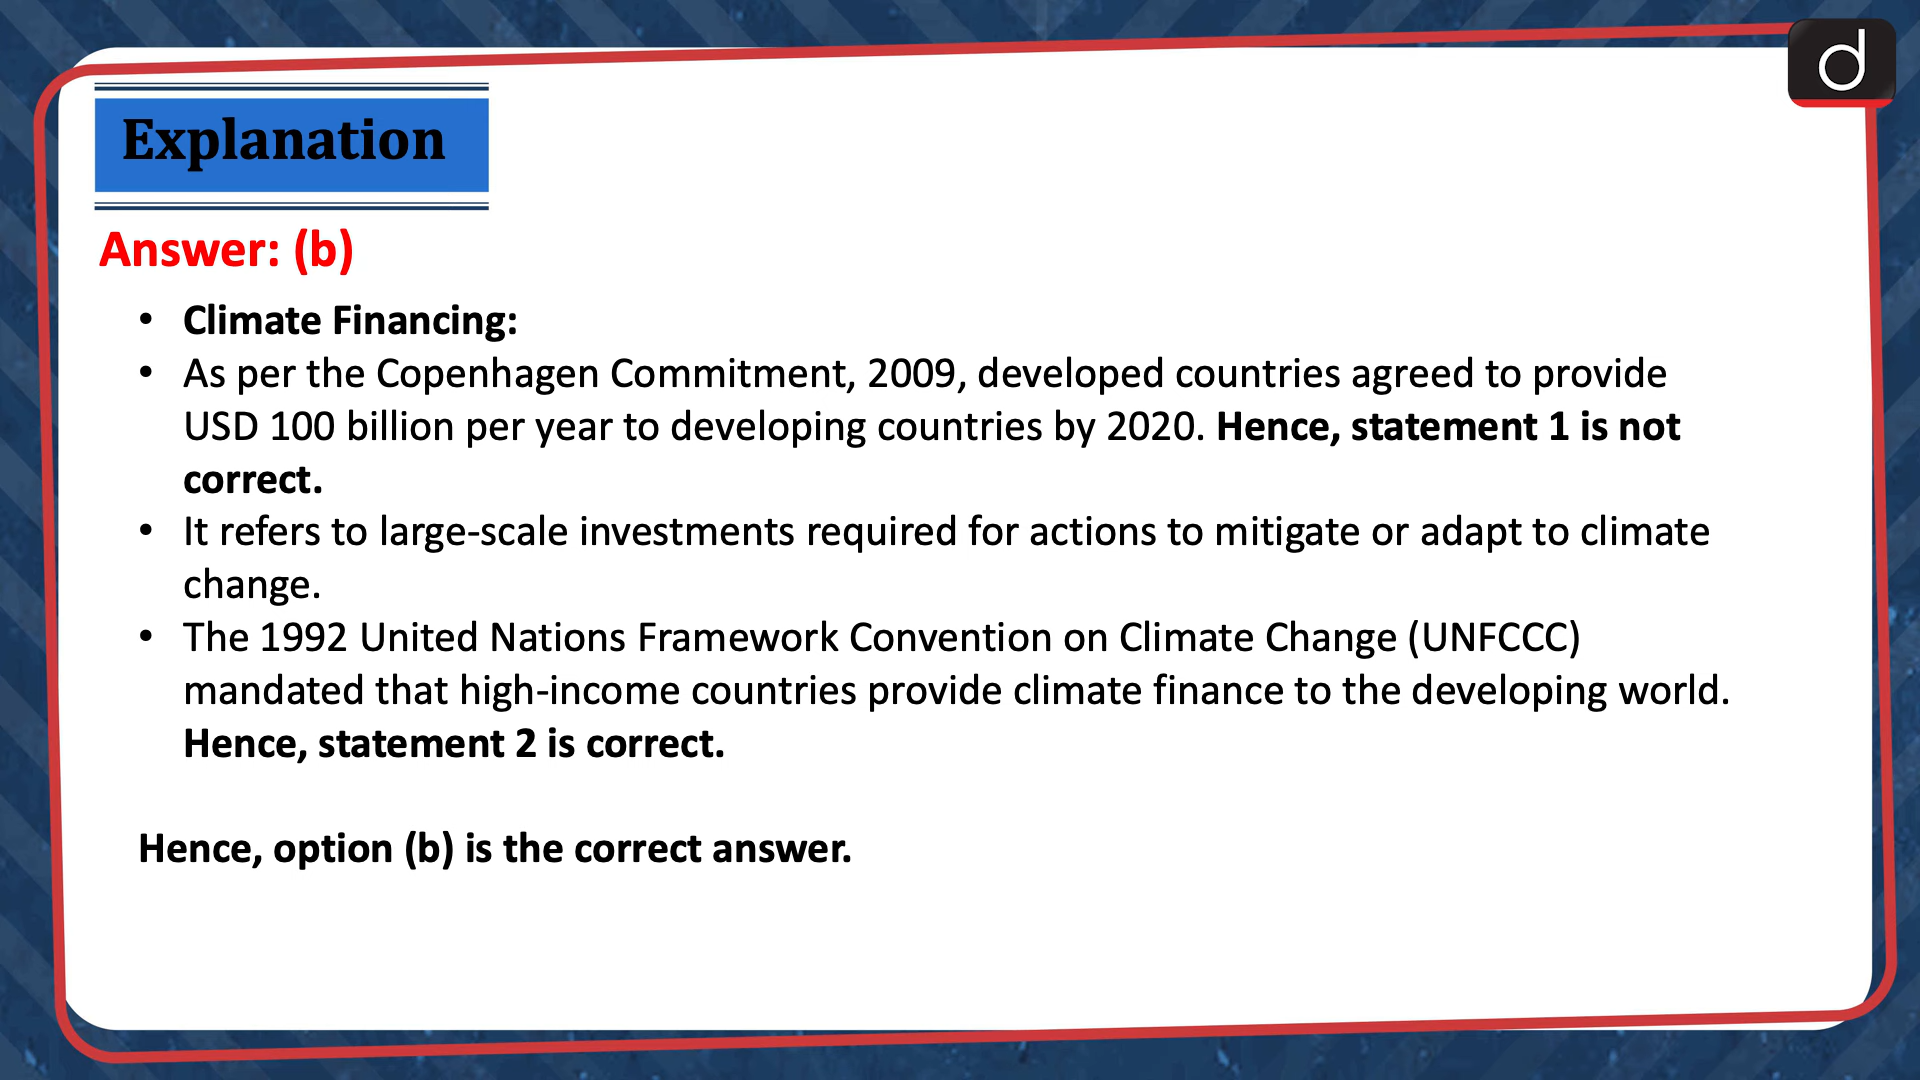 d
Explanation
Answer: (b)
• Climate Financing:
• As per the Copenhagen Commitment, 2009, developed countries agreed to provide
USD 100 billion per year to developing countries by 2020. Hence, statement 1 is not
correct.
• It refers to large-scale investments required for actions to mitigate or adapt to climate
change.
• The 1992 United Nations Framework Convention on Climate Change (UNFCCC)
mandated that high-income countries provide climate finance to the developing world.
Hence, statement 2 is correct.
Hence, option (b) is the correct answer.